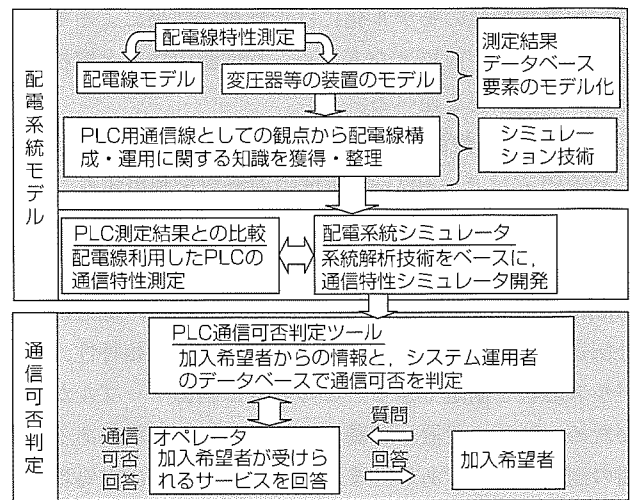 配電系統モデル
配電線特性測定
配電線モデル
変圧器等の装置のモデル
測定結果
データベース
要素のモデル化
PLC用通信線としての観点から配電線構
成・運用に関する知識を獲得・整理
シミュレー
ション技術
PLC測定結果との比較
配電線利用したPLCの
通信特性測定
配電系統シミュレータ
系統解析技術をベースに，
通信特性シミュレータ開発
通信可否判定
PLC通信可否判定ツール
加入希望者からの情報と，システム運用者
のデータベースで通信可否を判定
通信
可否
回答
オペレータ
加入希望者が受けら
れるサービスを回答
質問
回答
加入希望者